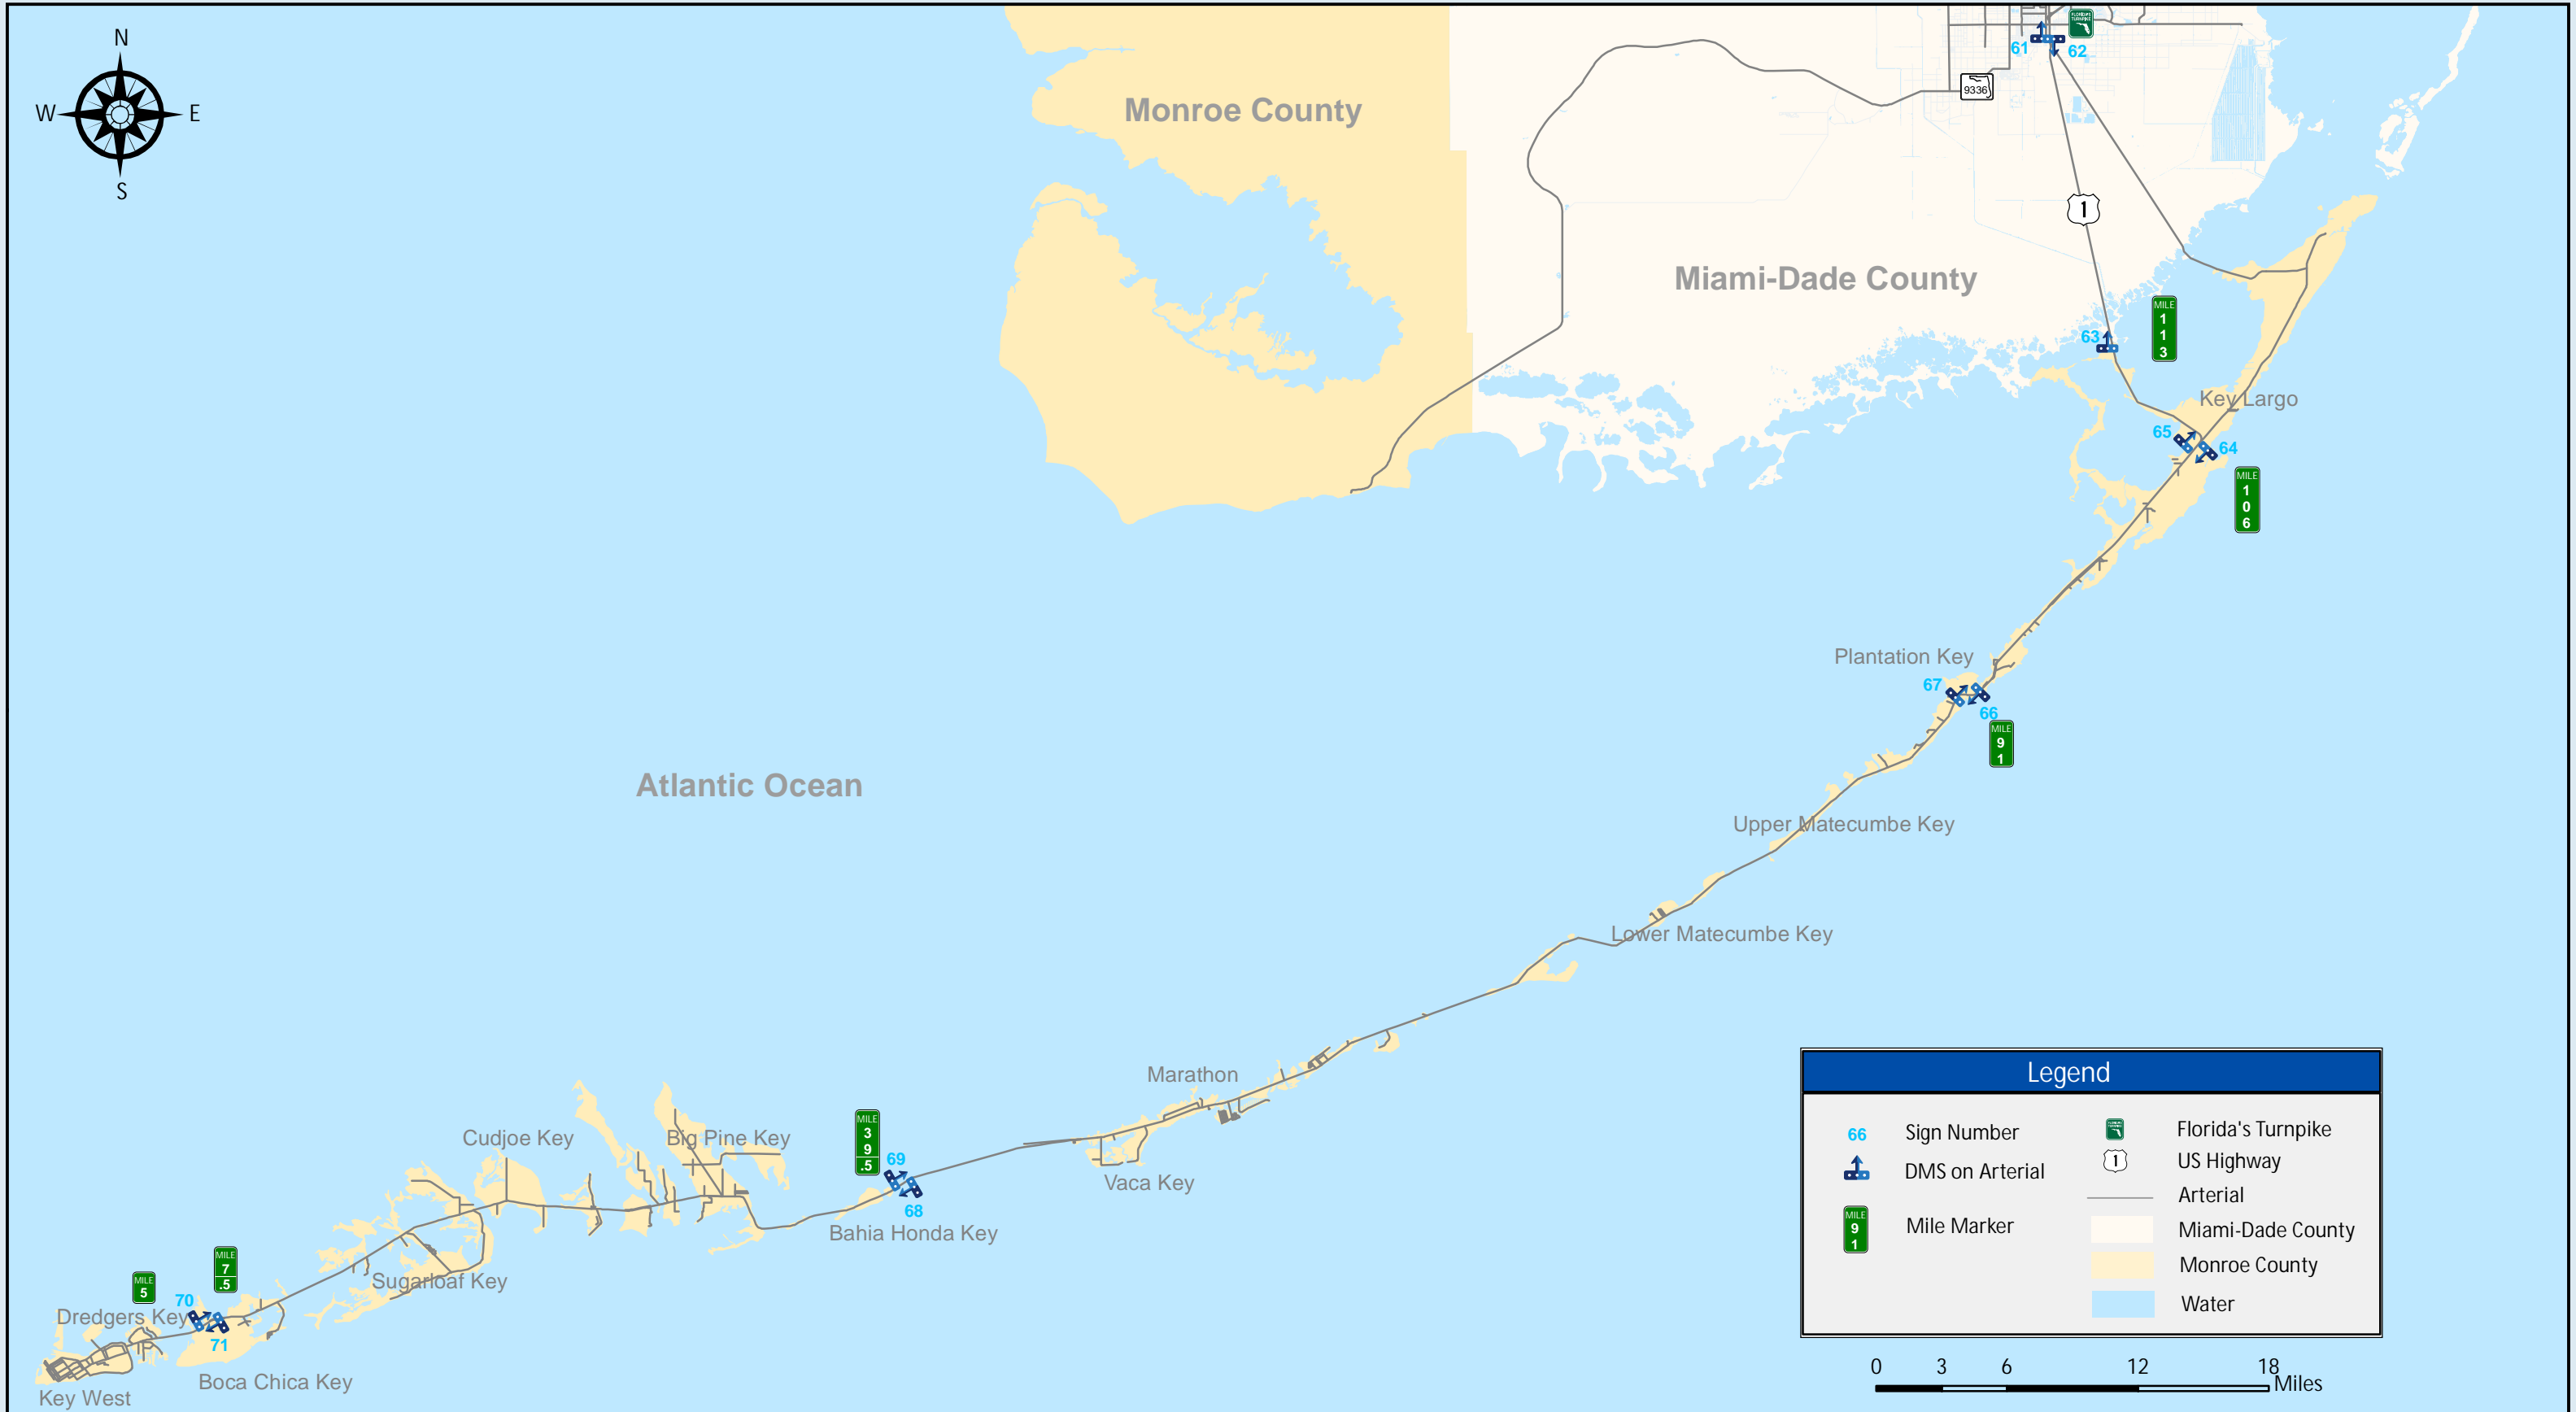 N
W
E
S
Monroe County
61
62
FLORIDA'S
TURNPIKE
9336
1
Miami-Dade County
63
MILE
1
1
3
Key Largo
65
64
MILE
1
0
6
Plantation Key
67
66
MILE
9
1
Atlantic Ocean
Upper Matecumbe Key
Lower Matecumbe Key
Marathon
Vaca Key
MILE
3
9
.5
69
68
Bahia Honda Key
Cudjoe Key
Big Pine Key
Sugarloaf Key
MILE
7
.5
MILE
5
70
71
Dredgers Key
Boca Chica Key
Key West
Legend
66 Sign Number
DMS on Arterial
MILE
9
1
Mile Marker
Florida's Turnpike
1 US Highway
Arterial
Miami-Dade County
Monroe County
Water
0 3 6 12 18
Miles